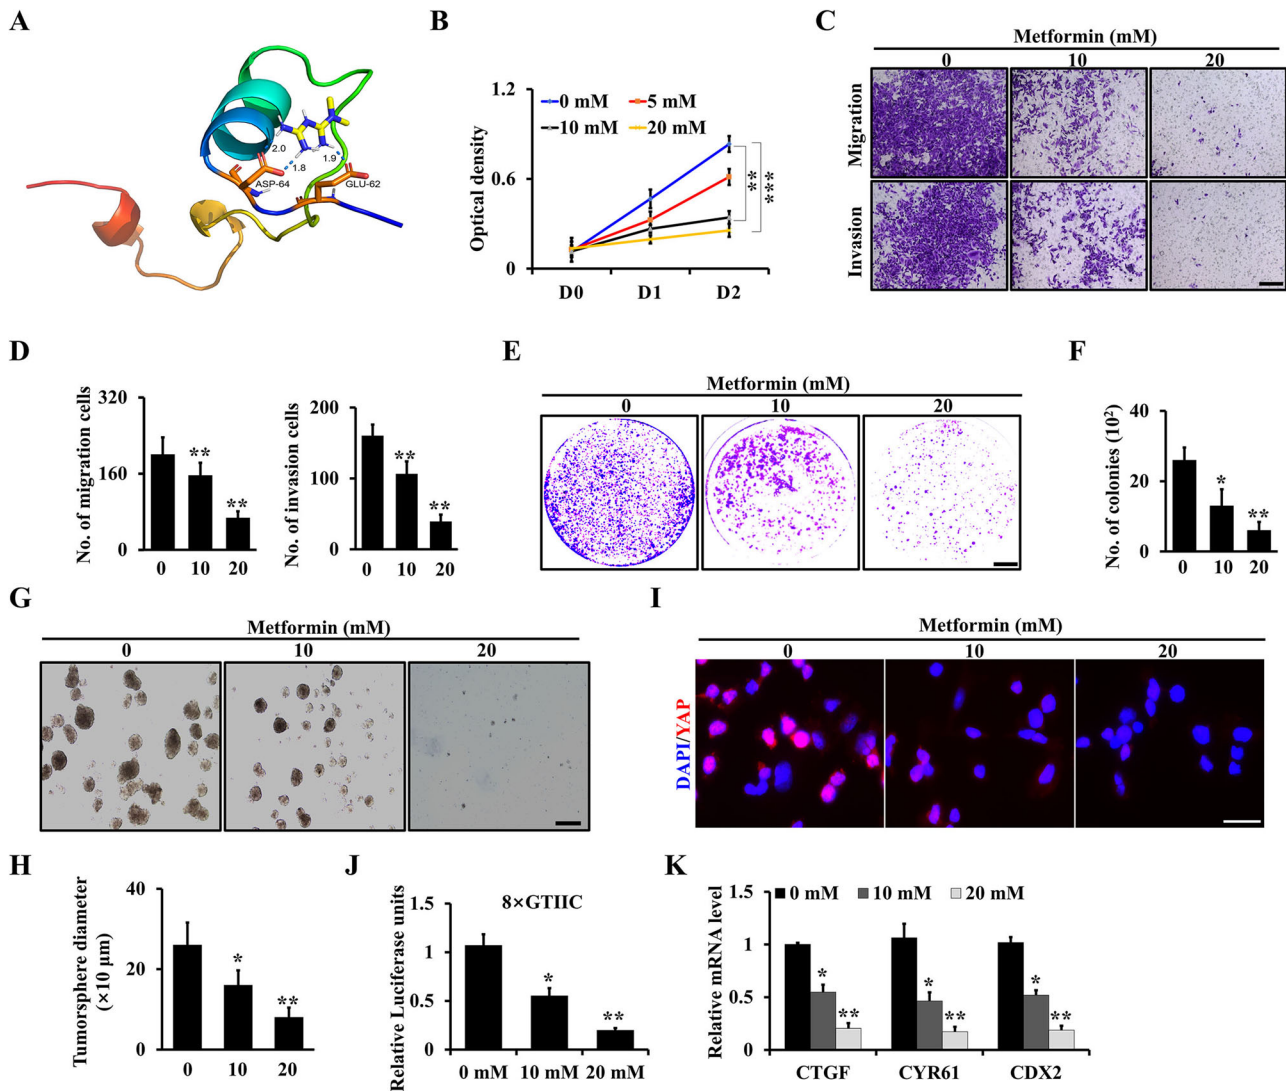 A
2.0
1.8
1.9
ASP-64
GLU-62
B
Optical density
1.2
0.6
0
0 mM
5 mM
10 mM
20 mM
**
***
D0
D1
D2
C
Metformin (mM)
0
10
20
Migration
Invasion
D
No. of migration cells
320
160
0
**
**
0
10
20
No. of invasion cells
200
100
0
**
**
0
10
20
E
Metformin (mM)
0
10
20
F
No. of colonies (10²)
40
20
0
*
**
0
10
20
G
Metformin (mM)
0
10
20
I
Metformin (mM)
0
10
20
DAPI/YAP
H
Tumorsphere diameter
(×10 µm)
40
20
0
*
**
0
10
20
J
Relative Luciferase units
8×GTIIC
1.5
1
0.5
0
*
**
0 mM
10 mM
20 mM
K
Relative mRNA level
0 mM
10 mM
20 mM
1.5
1
0.5
0
*
**
*
**
*
**
CTGF
CYR61
CDX2